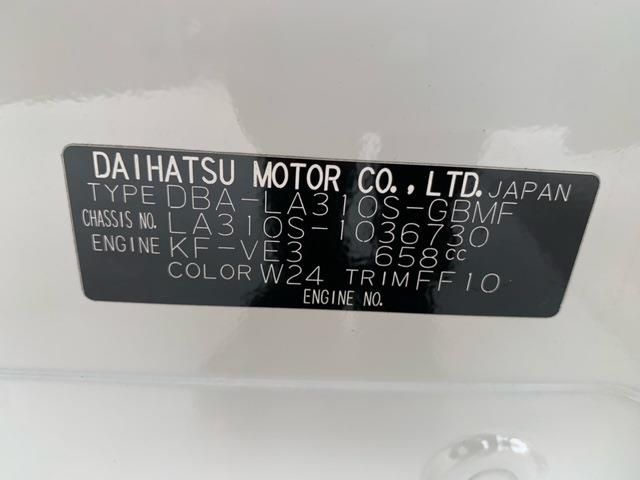 DAIHATSU MOTOR CO., LTD. JAPAN
TYPE DBA-LA310S-GBMF
CHASSIS NO. LA310S-1036730
ENGINE KF-VE3 658cc
COLOR W24 TRIM FF10
ENGINE NO.